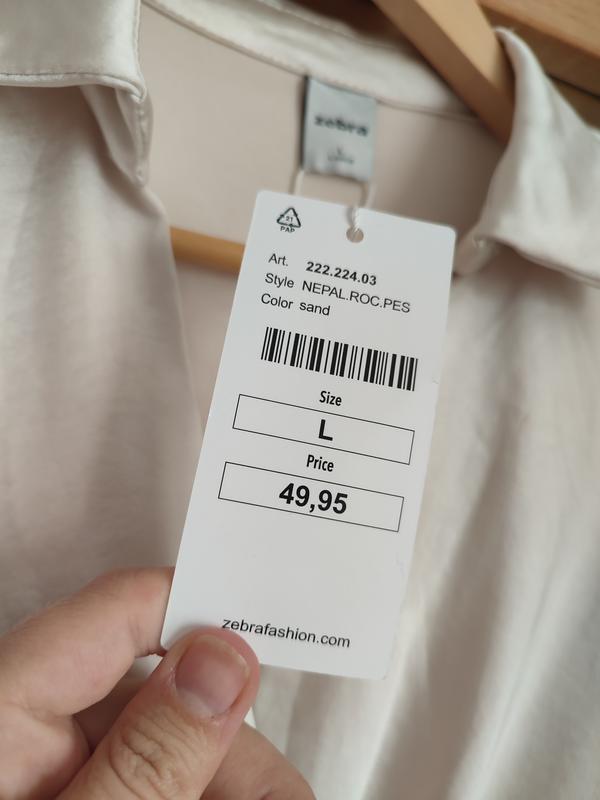 zebra
21
PAP
Art. 222.224.03
Style NEPAL.ROC.PES
Color sand
Size
L
Price
49,95
zebrafashion.com